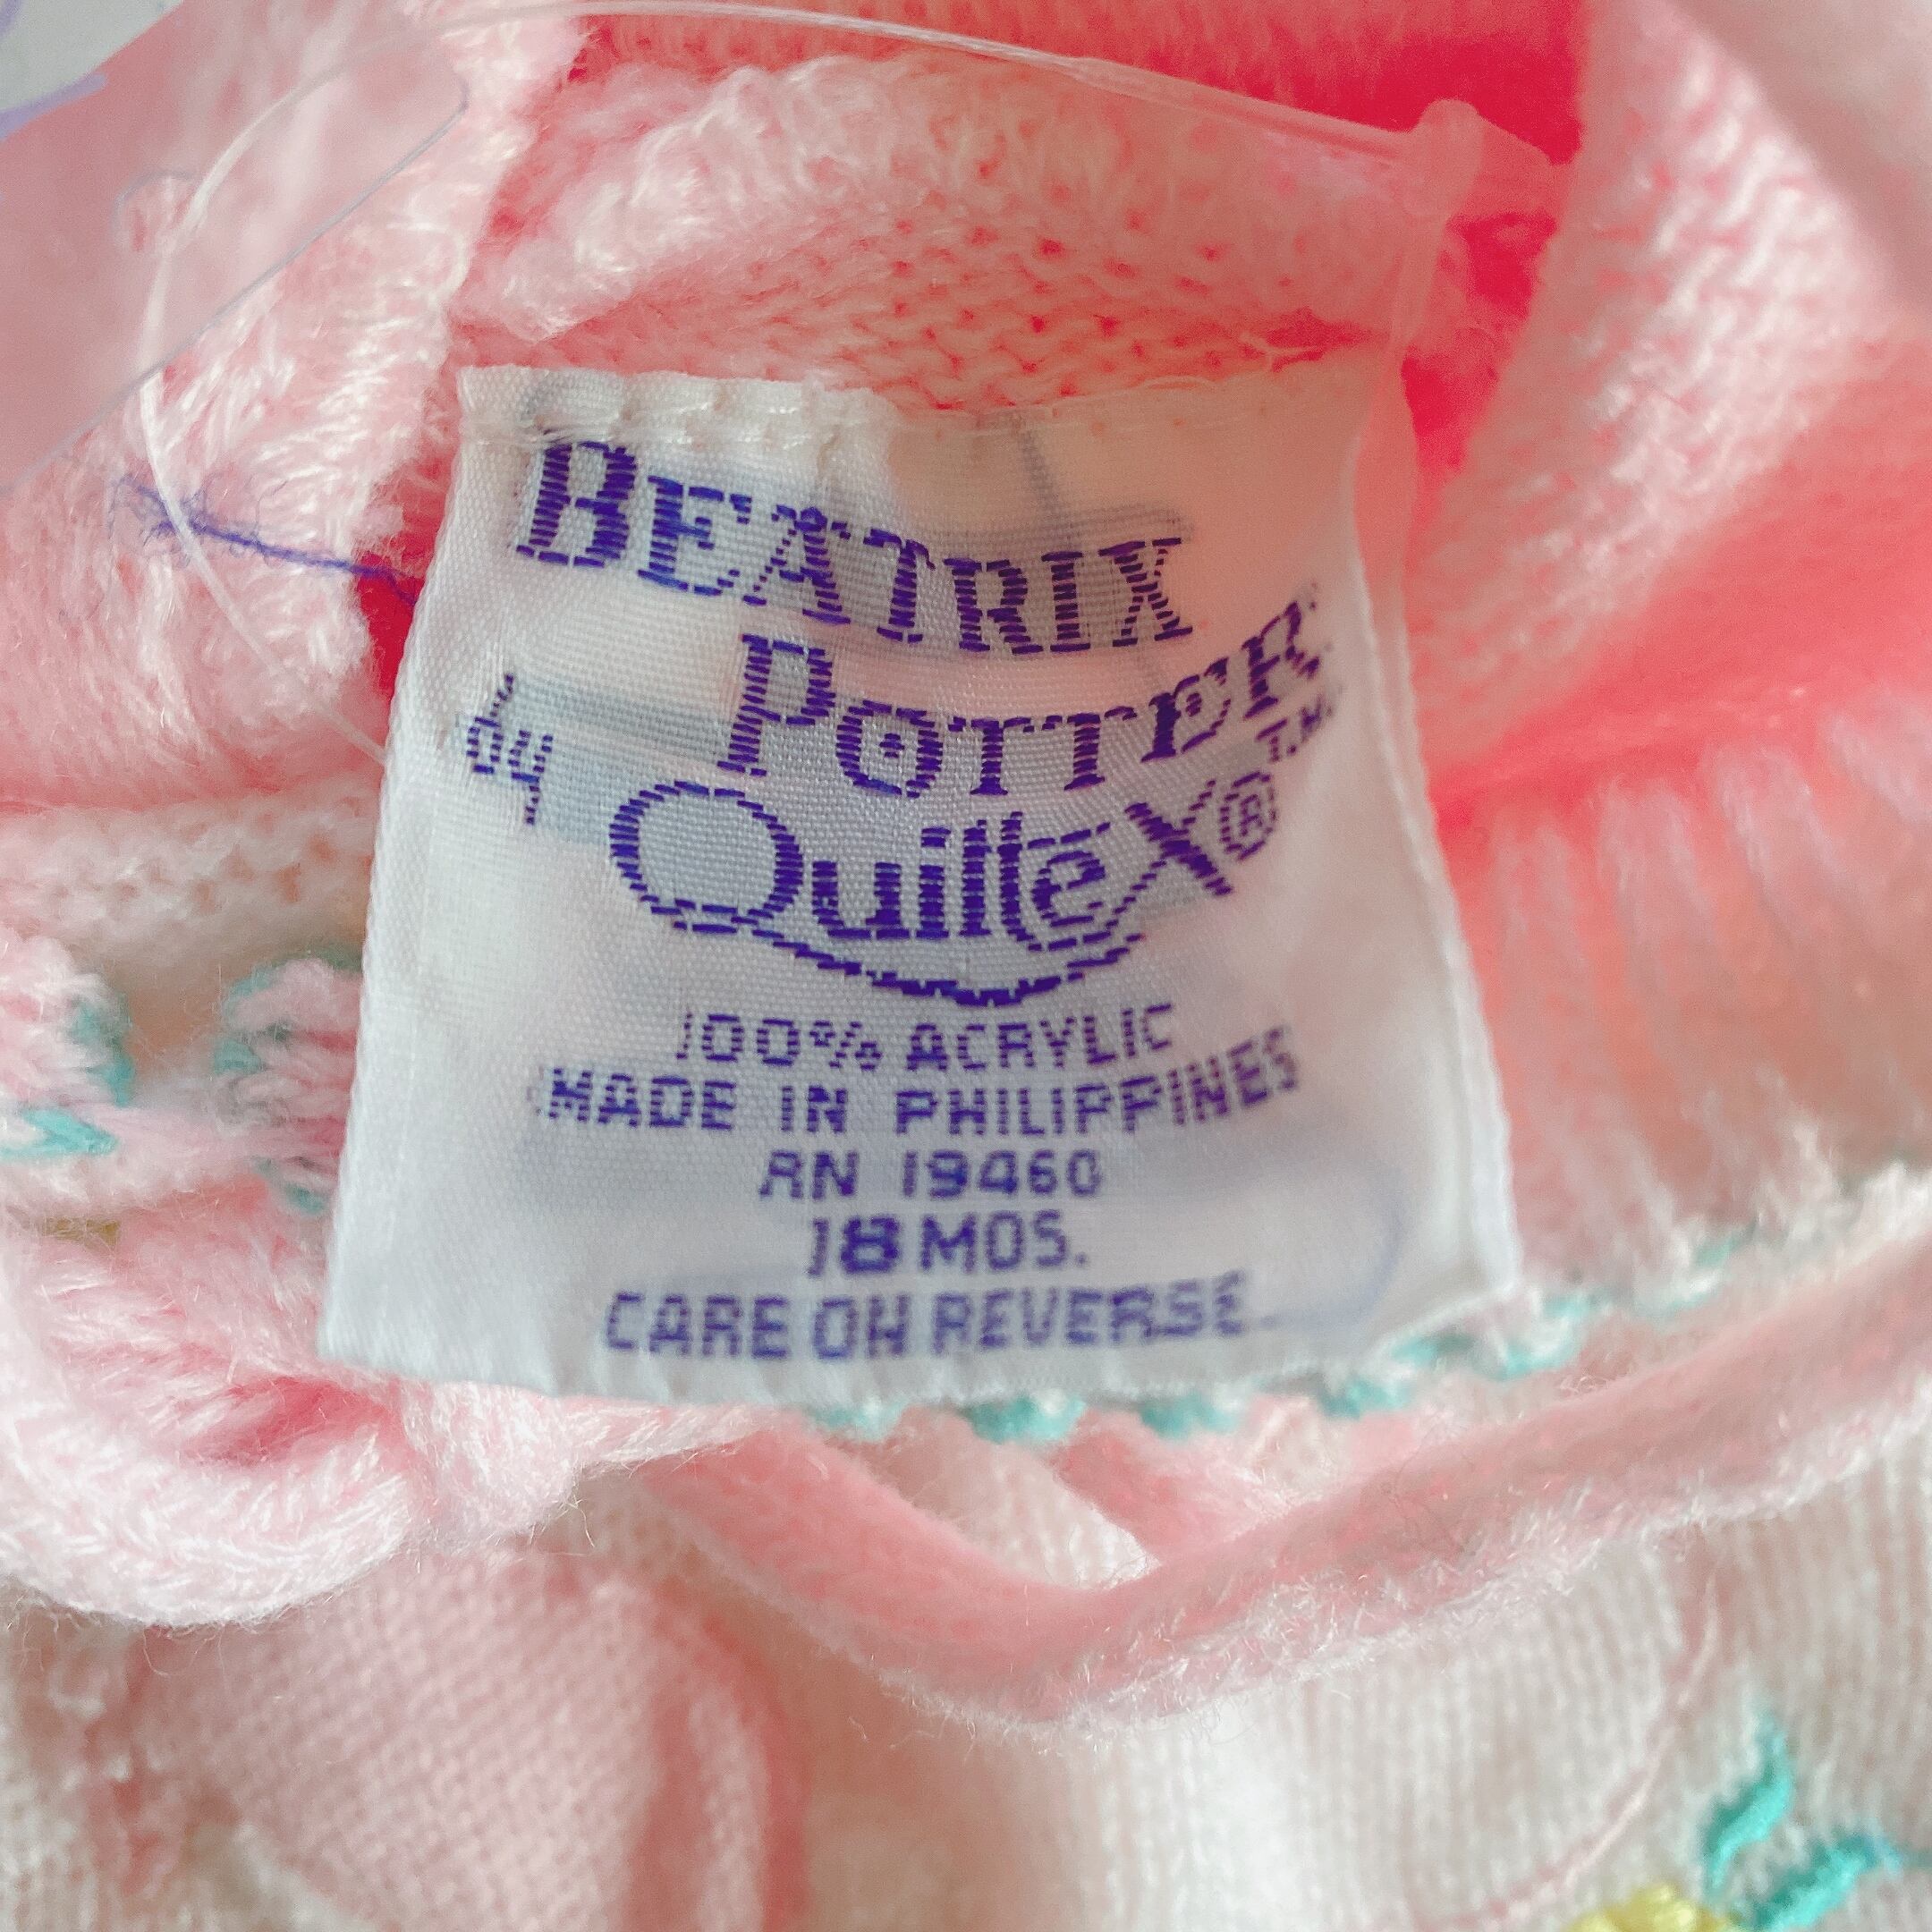 BEATRIX
POTTER T.M.
by QuilteX®
100% ACRYLIC
MADE IN PHILIPPINES
RN 19460
18 MOS.
CARE ON REVERSE